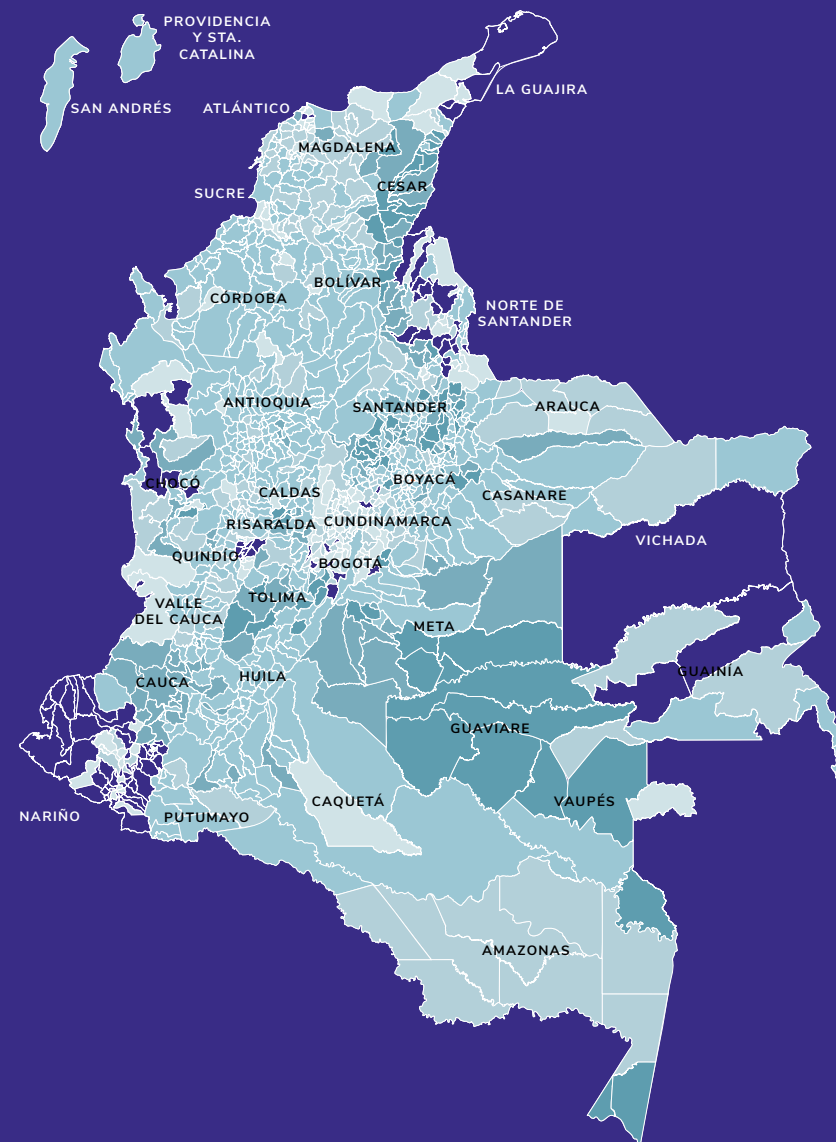 PROVIDENCIA
Y STA.
CATALINA
LA GUAJIRA
SAN ANDRÉS
ATLÁNTICO
MAGDALENA
CESAR
SUCRE
BOLÍVAR
CÓRDOBA
NORTE DE
SANTANDER
ANTIOQUIA
SANTANDER
ARAUCA
BOYACÁ
CHOCÓ
CALDAS
CASANARE
RISARALDA
CUNDINAMARCA
VICHADA
QUINDÍO
BOGOTÁ
TOLIMA
VALLE
DEL CAUCA
META
GUAINÍA
CAUCA
HUILA
GUAVIARE
CAQUETÁ
VAUPÉS
NARIÑO
PUTUMAYO
AMAZONAS